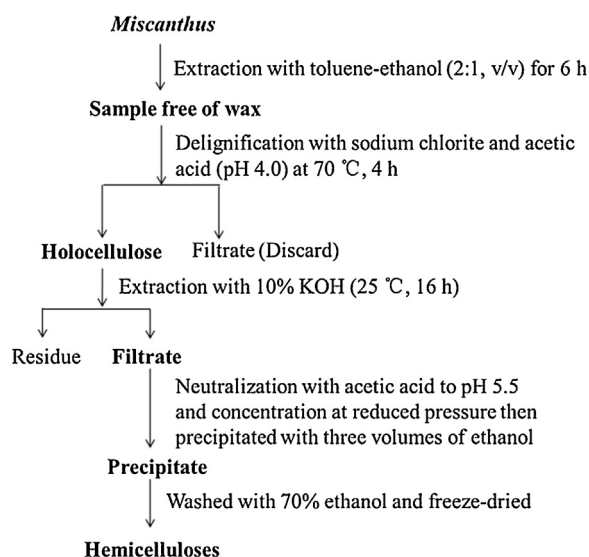 Miscanthus
Extraction with toluene-ethanol (2:1, v/v) for 6 h
Sample free of wax
Delignification with sodium chlorite and acetic
acid (pH 4.0) at 70 ℃, 4 h
Holocellulose
Filtrate (Discard)
Extraction with 10% KOH (25 ℃, 16 h)
Residue
Filtrate
Neutralization with acetic acid to pH 5.5
and concentration at reduced pressure then
precipitated with three volumes of ethanol
Precipitate
Washed with 70% ethanol and freeze-dried
Hemicelluloses